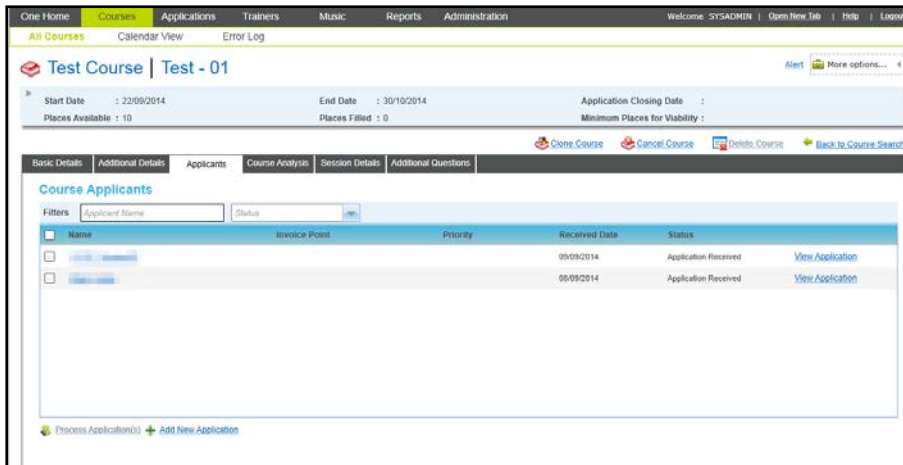 One Home Courses Applications Trainers Music Reports Administration Welcome SYSADMIN | Open New Tab | Help | Logout
All Courses Calendar View Error Log
Test Course | Test - 01 Alert More options...
Start Date : 22/09/2014 End Date : 30/10/2014 Application Closing Date :
Places Available : 10 Places Filled : 0 Minimum Places for Viability :
Clone Course Cancel Course Delete Course Back to Course Search
Basic Details Additional Details Applicants Course Analysis Session Details Additional Questions
Course Applicants
Filters Applicant Name Status
Name Invoice Point Priority Received Date Status
09/09/2014 Application Received View Application
08/09/2014 Application Received View Application
Process Application(s) Add New Application